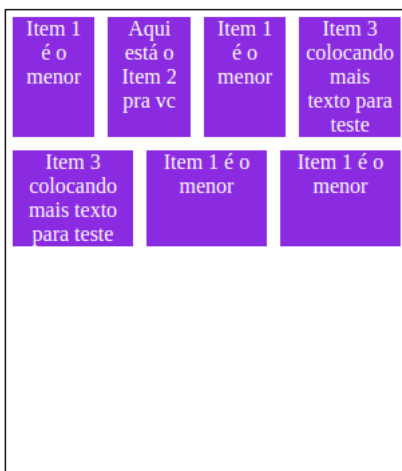 Item 1
é o
menor
Aqui
está o
Item 2
pra vc
Item 1
é o
menor
Item 3
colocando
mais
texto para
teste
Item 3
colocando
mais texto
para teste
Item 1 é o
menor
Item 1 é o
menor